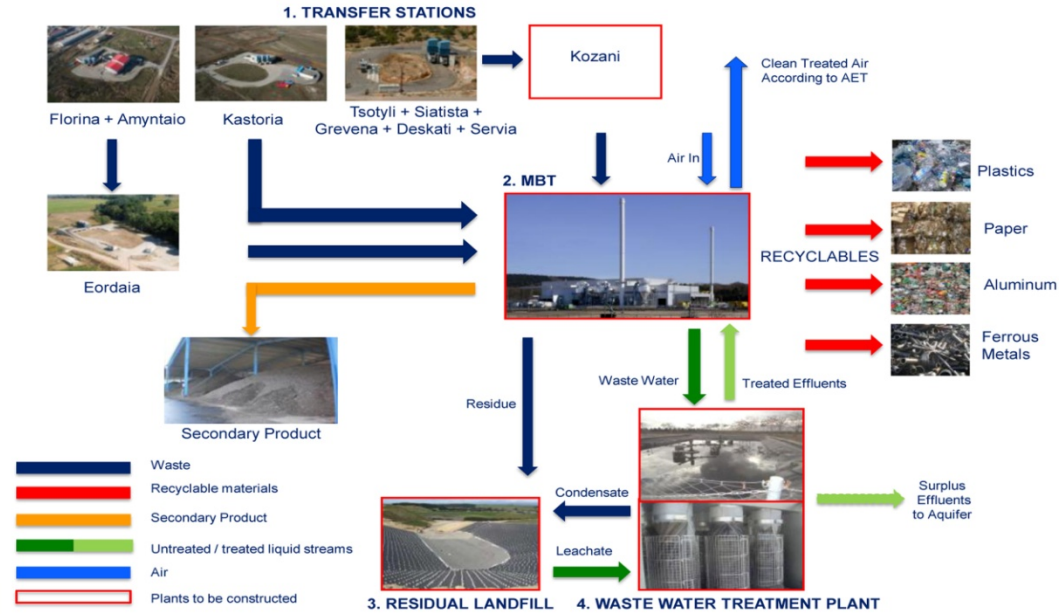 1. TRANSFER STATIONS
Kozani
Clean Treated Air
According to AET
Florina + Amyntaio
Kastoria
Tsotyli + Siatista +
Grevena + Deskati + Servia
Air In
2. MBT
Plastics
Paper
RECYCLABLES
Aluminum
Ferrous
Metals
Eordaia
Waste Water
Treated Effluents
Residue
Secondary Product
Waste
Recyclable materials
Secondary Product
Untreated / treated liquid streams
Air
Plants to be constructed
Condensate
Leachate
Surplus
Effluents
to Aquifer
3. RESIDUAL LANDFILL
4. WASTE WATER TREATMENT PLANT